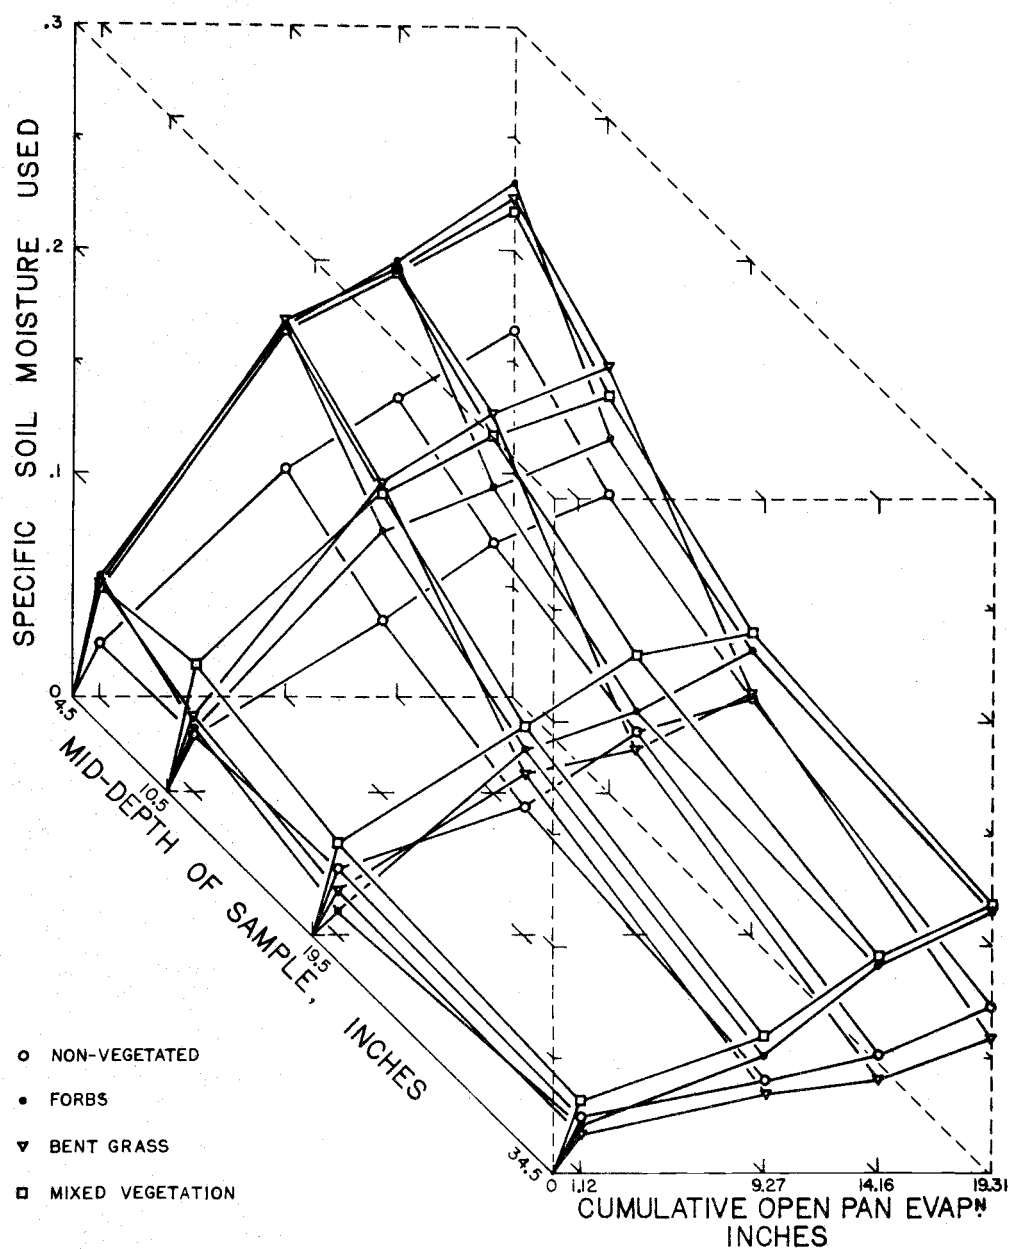 .3
.2
.1
0
SPECIFIC SOIL MOISTURE USED
4.5
10.5
19.5
34.5
MID-DEPTH OF SAMPLE, INCHES
○ NON-VEGETATED
• FORBS
▽ BENT GRASS
□ MIXED VEGETATION
0 1.12 9.27 14.16 19.31
CUMULATIVE OPEN PAN EVAPN.
INCHES